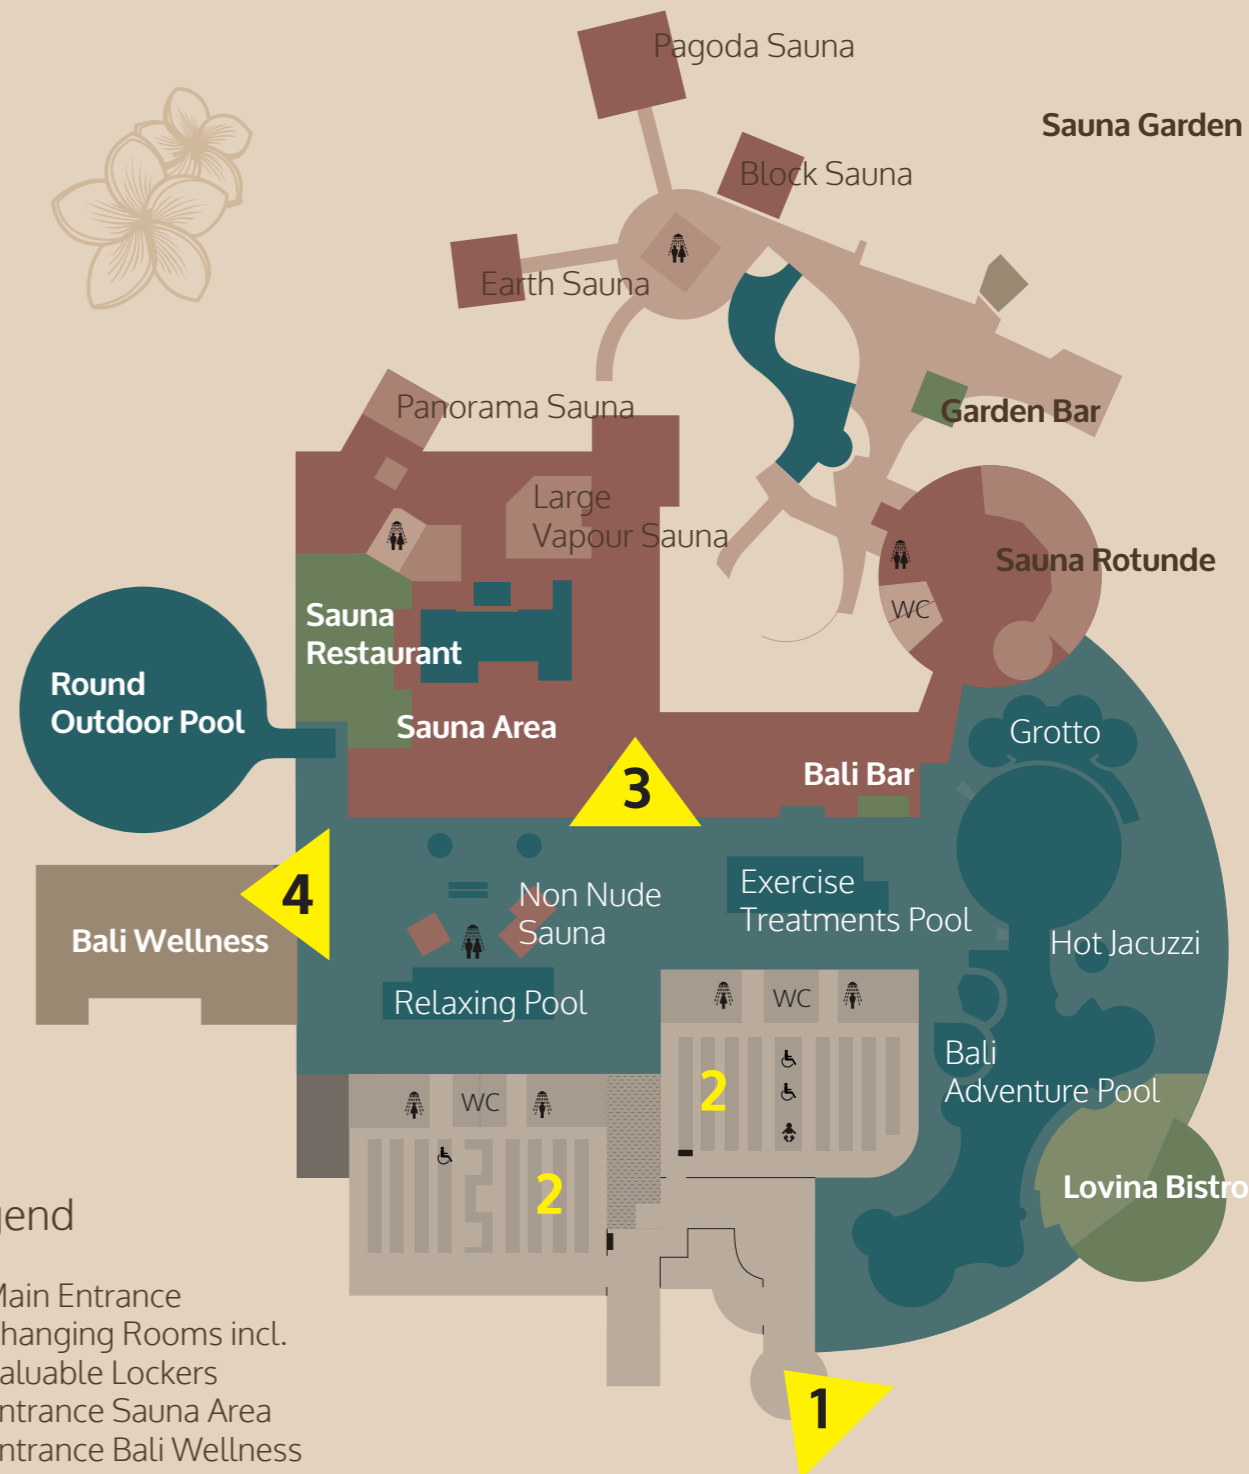 Pagoda Sauna
Sauna Garden
Block Sauna
Earth Sauna
Panorama Sauna
Garden Bar
Large
Vapour Sauna
Sauna Rotunde
WC
Sauna
Restaurant
Round
Outdoor Pool
Sauna Area
Grotto
3
Bali Bar
4
Non Nude
Sauna
Exercise
Treatments Pool
Bali Wellness
Hot Jacuzzi
Relaxing Pool
WC
Bali
Adventure Pool
2
WC
2
Lovina Bistro
gend
Main Entrance
hanging Rooms incl.
aluable Lockers
ntrance Sauna Area
ntrance Bali Wellness
1